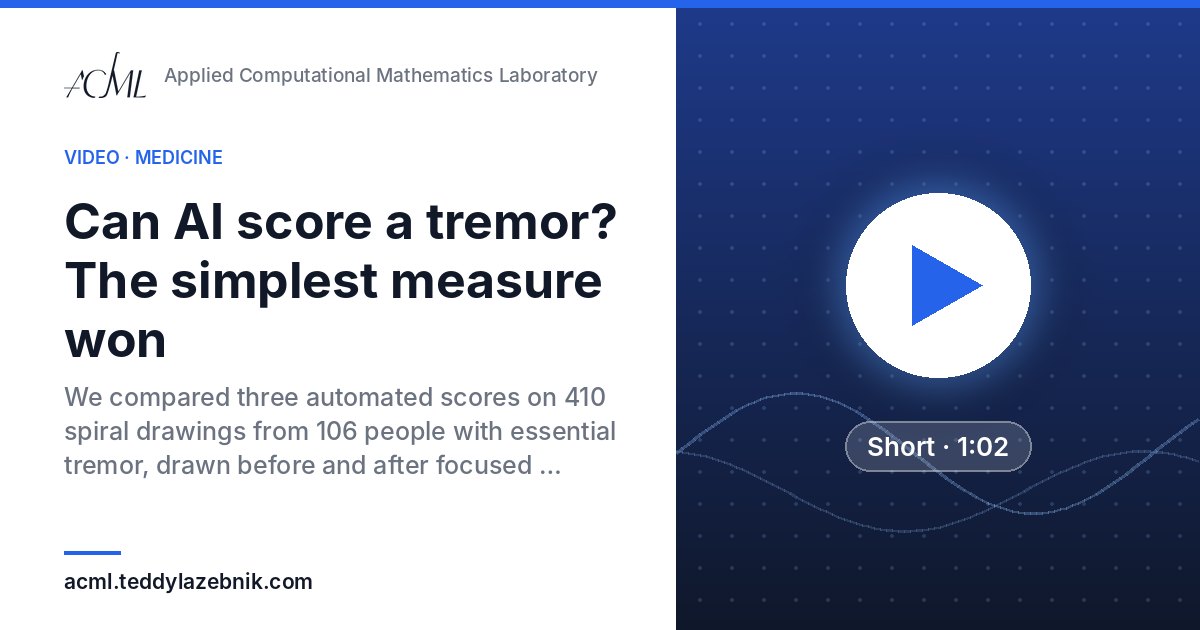 ACML Applied Computational Mathematics Laboratory
VIDEO · MEDICINE
Can AI score a tremor?
The simplest measure
won
We compared three automated scores on 410
spiral drawings from 106 people with essential
tremor, drawn before and after focused ...
Short · 1:02
acml.teddylazebnik.com